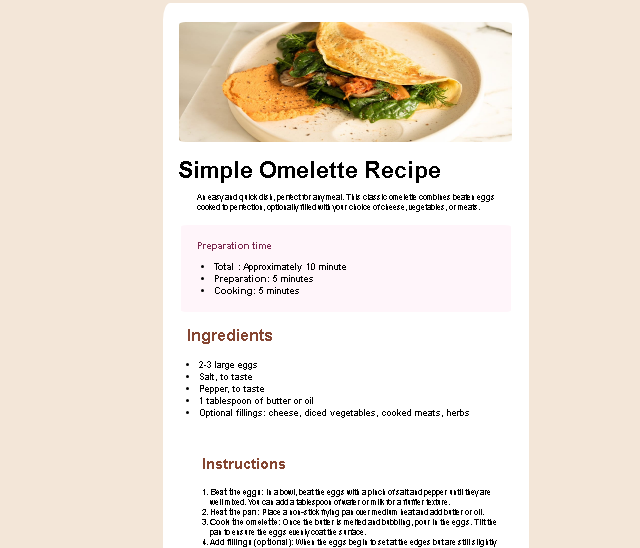 Simple Omelette Recipe
An easy and quick dish, perfect for any meal. This classic omelette combines beaten eggs
cooked to perfection, optionally filled with your choice of cheese, vegetables, or meats.
Preparation time
• Total : Approximately 10 minute
• Preparation: 5 minutes
• Cooking: 5 minutes
Ingredients
• 2-3 large eggs
• Salt, to taste
• Pepper, to taste
• 1 tablespoon of butter or oil
• Optional fillings: cheese, diced vegetables, cooked meats, herbs
Instructions
1. Beat the eggs: In a bowl, beat the eggs with a pinch of salt and pepper until they are
well mixed. You can add a tablespoon of water or milk for a fluffier texture.
2. Heat the pan: Place a non-stick frying pan over medium heat and add butter or oil.
3. Cook the omelette: Once the butter is melted and bubbling, pour in the eggs. Tilt the
pan to ensure the eggs evenly coat the surface.
4. Add fillings (optional): When the eggs begin to set at the edges but are still slightly